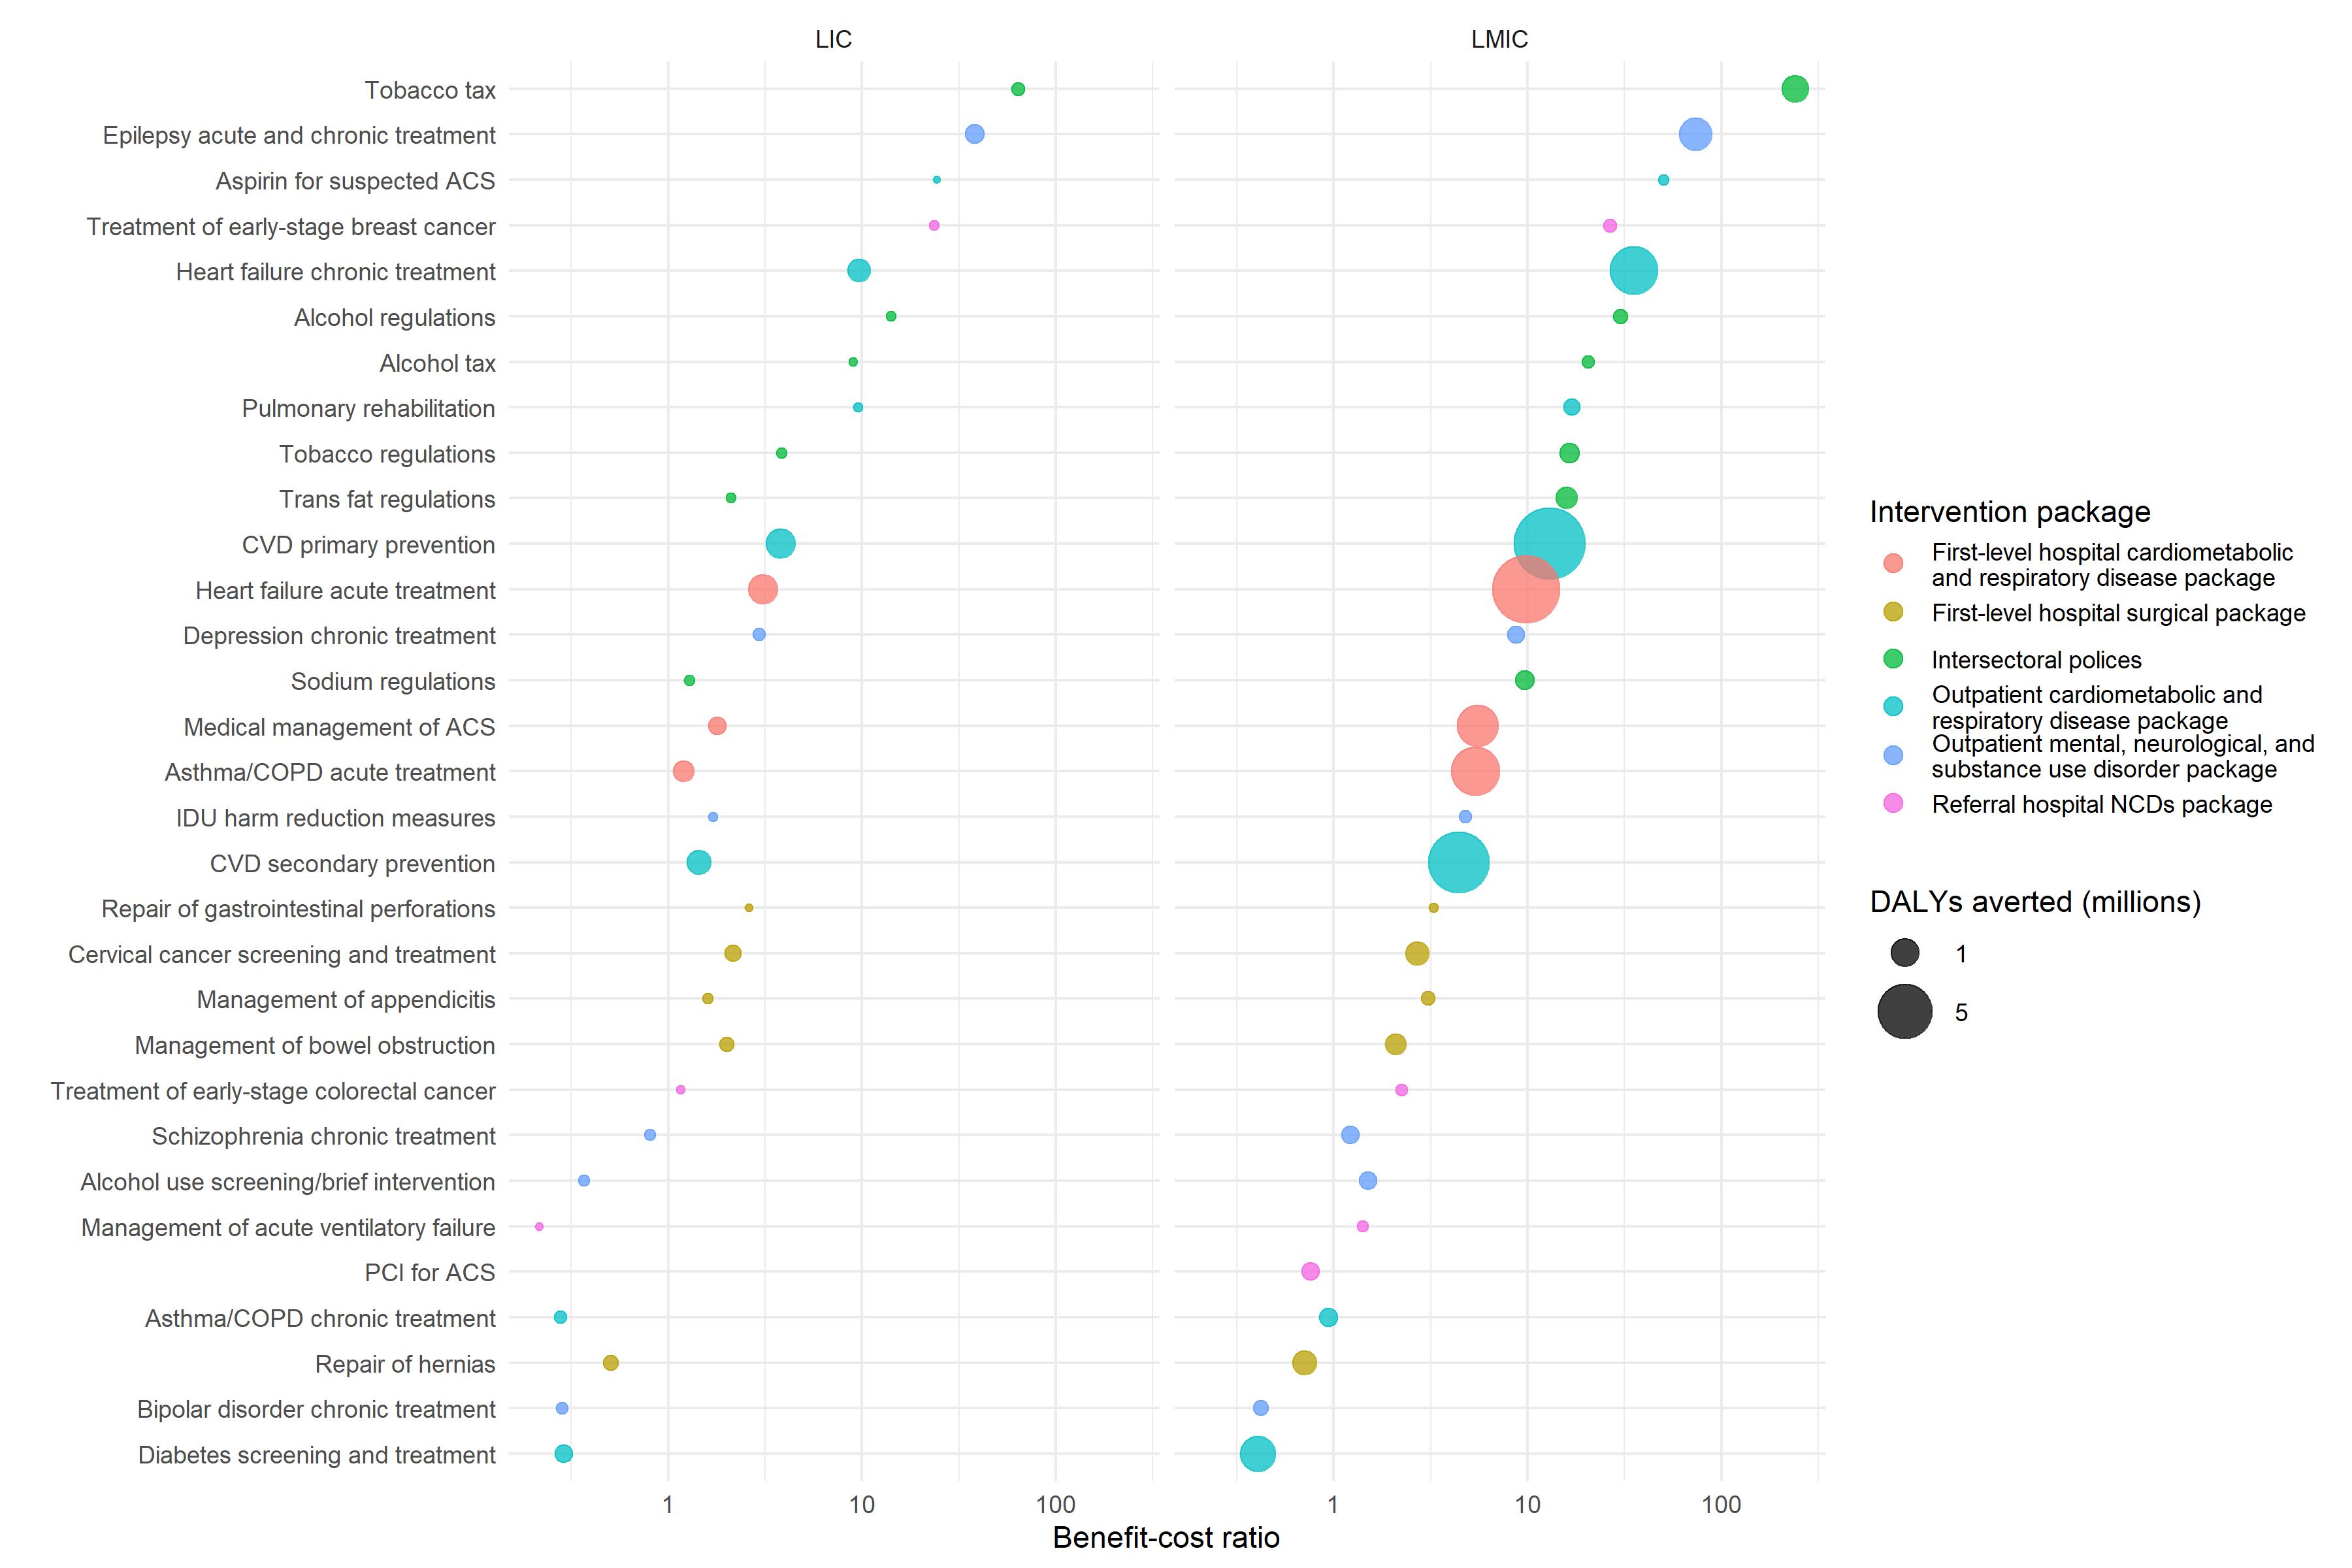 LIC
LMIC
Tobacco tax
Epilepsy acute and chronic treatment
Aspirin for suspected ACS
Treatment of early-stage breast cancer
Heart failure chronic treatment
Alcohol regulations
Alcohol tax
Pulmonary rehabilitation
Tobacco regulations
Trans fat regulations
CVD primary prevention
Heart failure acute treatment
Depression chronic treatment
Sodium regulations
Medical management of ACS
Asthma/COPD acute treatment
IDU harm reduction measures
CVD secondary prevention
Repair of gastrointestinal perforations
Cervical cancer screening and treatment
Management of appendicitis
Management of bowel obstruction
Treatment of early-stage colorectal cancer
Schizophrenia chronic treatment
Alcohol use screening/brief intervention
Management of acute ventilatory failure
PCI for ACS
Asthma/COPD chronic treatment
Repair of hernias
Bipolar disorder chronic treatment
Diabetes screening and treatment
1
10
100
1
10
100
Benefit-cost ratio
Intervention package
First-level hospital cardiometabolic
and respiratory disease package
First-level hospital surgical package
Intersectoral polices
Outpatient cardiometabolic and
respiratory disease package
Outpatient mental, neurological, and
substance use disorder package
Referral hospital NCDs package
DALYs averted (millions)
1
5